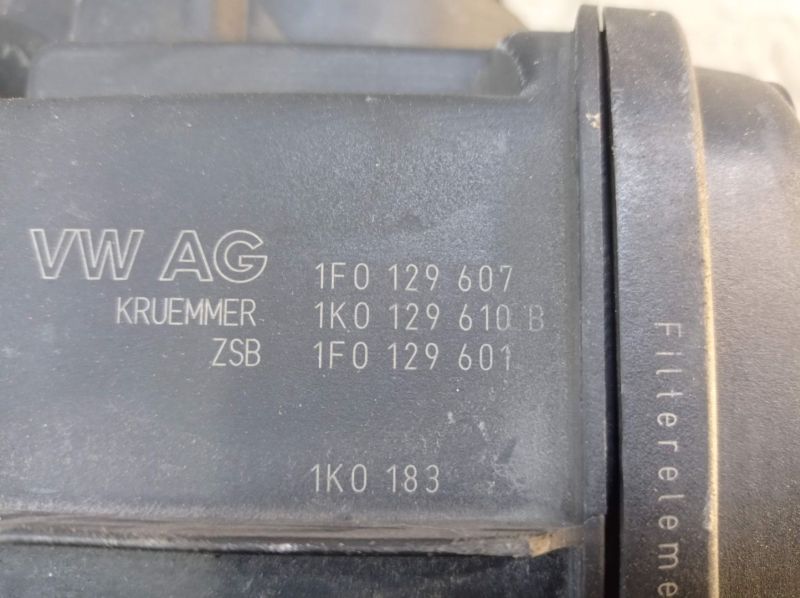 VW AG 1F0 129 607
KRUEMMER 1K0 129 610 B
ZSB 1F0 129 601
1K0 183
Filtereleme